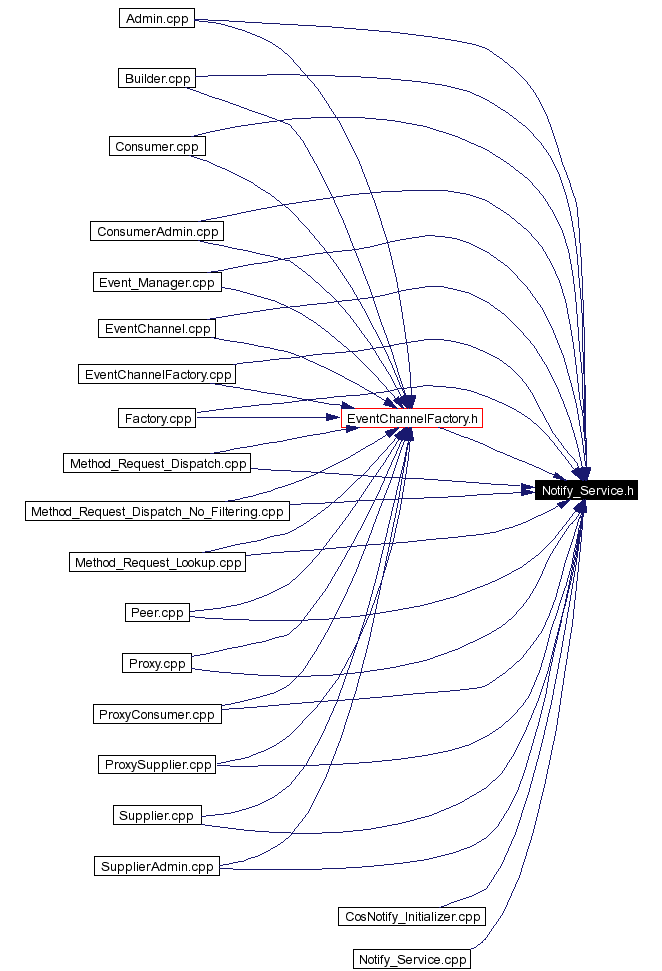 Admin.cpp
Builder.cpp
Consumer.cpp
ConsumerAdmin.cpp
Event_Manager.cpp
EventChannel.cpp
EventChannelFactory.cpp
Factory.cpp
EventChannelFactory.h
Method_Request_Dispatch.cpp
Notify_Service.h
Method_Request_Dispatch_No_Filtering.cpp
Method_Request_Lookup.cpp
Peer.cpp
Proxy.cpp
ProxyConsumer.cpp
ProxySupplier.cpp
Supplier.cpp
SupplierAdmin.cpp
CosNotify_Initializer.cpp
Notify_Service.cpp